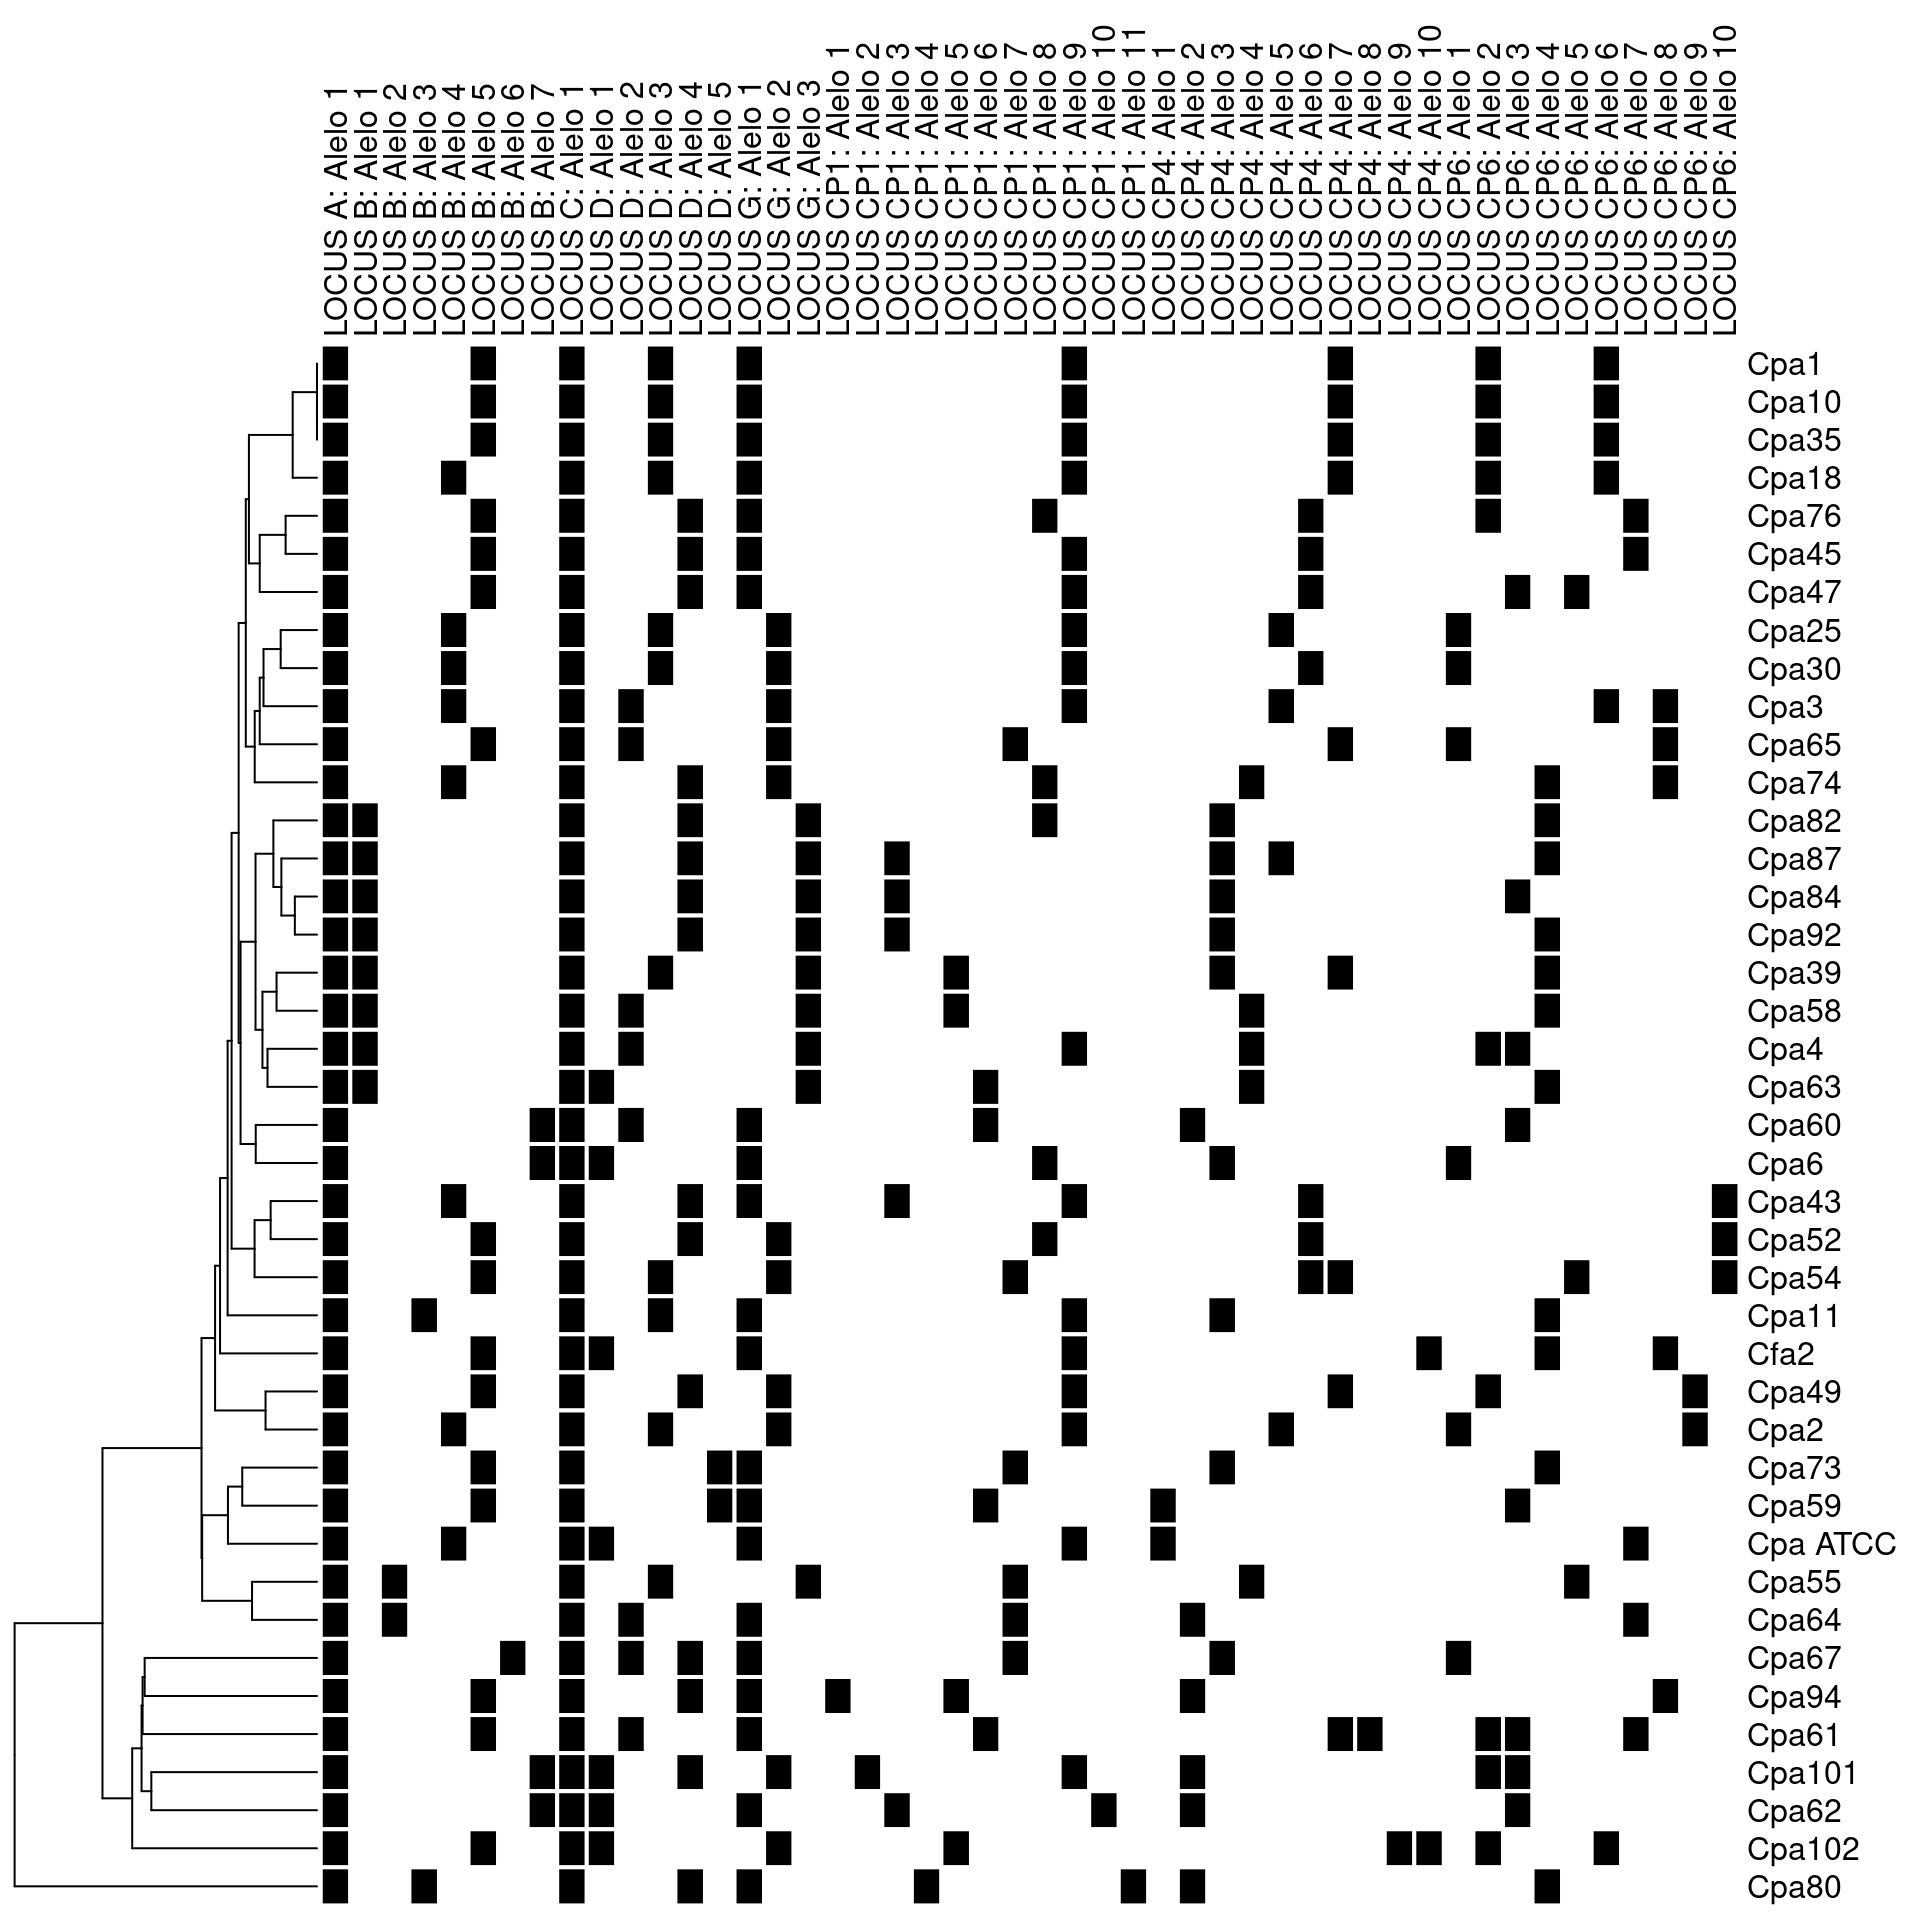 LOCUS A: Alelo 1
LOCUS B: Alelo 1
LOCUS B: Alelo 2
LOCUS B: Alelo 3
LOCUS B: Alelo 4
LOCUS B: Alelo 5
LOCUS B: Alelo 6
LOCUS B: Alelo 7
LOCUS C: Alelo 1
LOCUS D: Alelo 1
LOCUS D: Alelo 2
LOCUS D: Alelo 3
LOCUS D: Alelo 4
LOCUS D: Alelo 5
LOCUS G: Alelo 1
LOCUS G: Alelo 2
LOCUS G: Alelo 3
LOCUS CP1: Alelo 1
LOCUS CP1: Alelo 2
LOCUS CP1: Alelo 3
LOCUS CP1: Alelo 4
LOCUS CP1: Alelo 5
LOCUS CP1: Alelo 6
LOCUS CP1: Alelo 7
LOCUS CP1: Alelo 8
LOCUS CP1: Alelo 9
LOCUS CP1: Alelo 10
LOCUS CP1: Alelo 11
LOCUS CP4: Alelo 1
LOCUS CP4: Alelo 2
LOCUS CP4: Alelo 3
LOCUS CP4: Alelo 4
LOCUS CP4: Alelo 5
LOCUS CP4: Alelo 6
LOCUS CP4: Alelo 7
LOCUS CP4: Alelo 8
LOCUS CP4: Alelo 9
LOCUS CP4: Alelo 10
LOCUS CP6: Alelo 1
LOCUS CP6: Alelo 2
LOCUS CP6: Alelo 3
LOCUS CP6: Alelo 4
LOCUS CP6: Alelo 5
LOCUS CP6: Alelo 6
LOCUS CP6: Alelo 7
LOCUS CP6: Alelo 8
LOCUS CP6: Alelo 9
LOCUS CP6: Alelo 10
Cpa1
Cpa10
Cpa35
Cpa18
Cpa76
Cpa45
Cpa47
Cpa25
Cpa30
Cpa3
Cpa65
Cpa74
Cpa82
Cpa87
Cpa84
Cpa92
Cpa39
Cpa58
Cpa4
Cpa63
Cpa60
Cpa6
Cpa43
Cpa52
Cpa54
Cpa11
Cfa2
Cpa49
Cpa2
Cpa73
Cpa59
Cpa ATCC
Cpa55
Cpa64
Cpa67
Cpa94
Cpa61
Cpa101
Cpa62
Cpa102
Cpa80